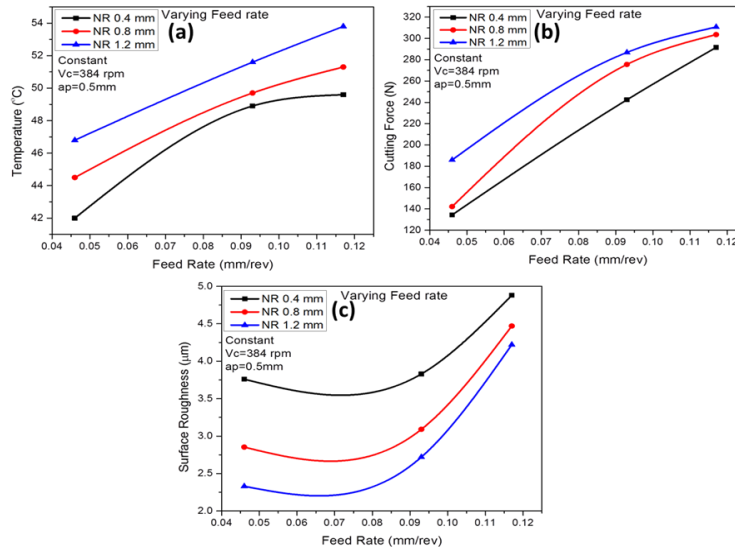 NR 0.4 mm
NR 0.8 mm
NR 1.2 mm
Varying Feed rate
(a)
Constant
Vc=384 rpm
ap=0.5mm
Temperature (°C)
54
52
50
48
46
44
42
0.04 0.05 0.06 0.07 0.08 0.09 0.10 0.11 0.12
Feed Rate (mm/rev)
NR 0.4 mm
NR 0.8 mm
NR 1.2 mm
Varying Feed rate
(b)
Constant
Vc=384 rpm
ap=0.5mm
Cutting Force (N)
320
300
280
260
240
220
200
180
160
140
120
0.04 0.05 0.06 0.07 0.08 0.09 0.10 0.11 0.12
Feed Rate (mm/rev)
NR 0.4 mm
NR 0.8 mm
NR 1.2 mm
Varying Feed rate
(c)
Constant
Vc=384 rpm
ap=0.5mm
Surface Roughness (μm)
5.0
4.5
4.0
3.5
3.0
2.5
2.0
0.04 0.05 0.06 0.07 0.08 0.09 0.10 0.11 0.12
Feed Rate (mm/rev)